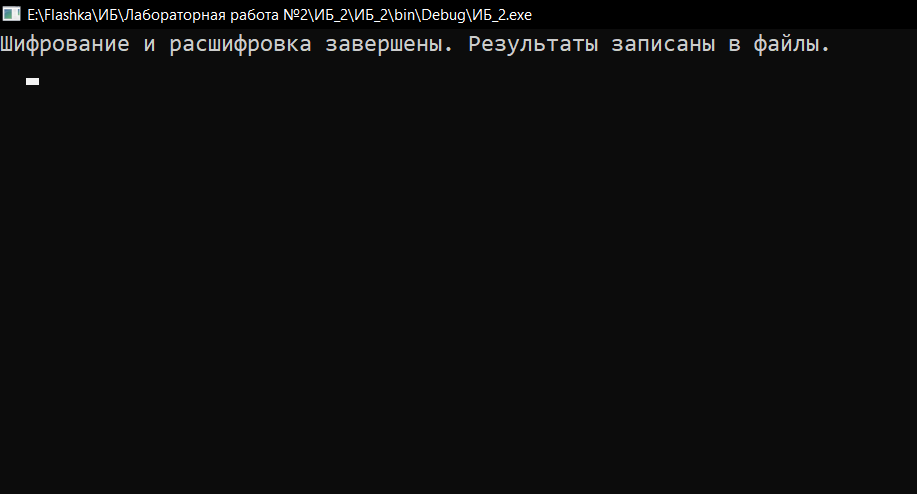 E:\Flashka\ИБ\Лабораторная работа №2\ИБ_2\ИБ_2\bin\Debug\ИБ_2.exe
Шифрование и расшифровка завершены. Результаты записаны в файлы.